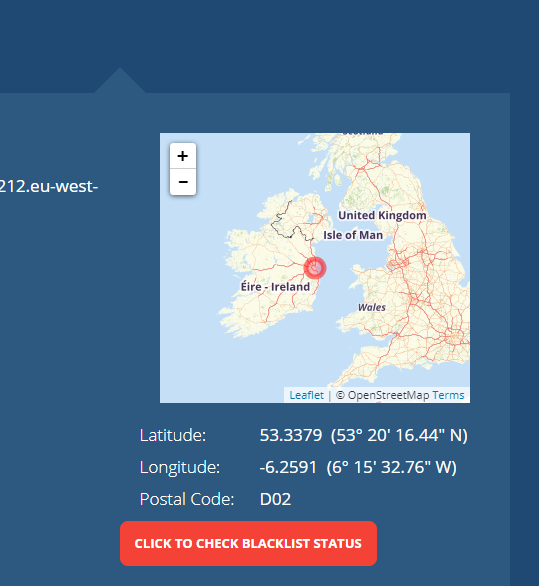 212.eu-west-
+
−
Scotland
United Kingdom
Isle of Man
Éire - Ireland
Wales
Leaflet | © OpenStreetMap Terms
Latitude: 53.3379 (53° 20' 16.44" N)
Longitude: -6.2591 (6° 15' 32.76" W)
Postal Code: D02
CLICK TO CHECK BLACKLIST STATUS